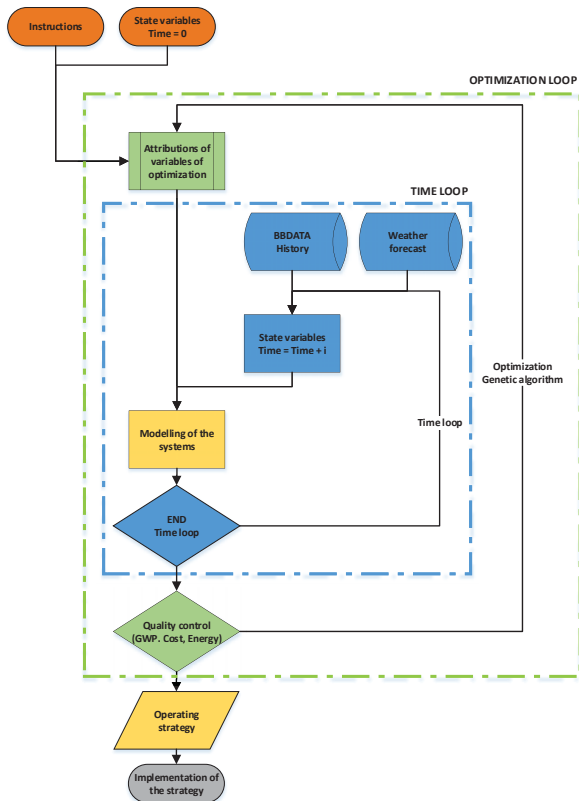 Instructions
State variables
Time = 0
OPTIMIZATION LOOP
Attributions of
variables of
optimization
TIME LOOP
BBDATA
History
Weather
forecast
State variables
Time = Time + i
Optimization
Genetic algorithm
Modelling of the
systems
Time loop
END
Time loop
Quality control
(GWP. Cost, Energy)
Operating
strategy
Implementation of
the strategy